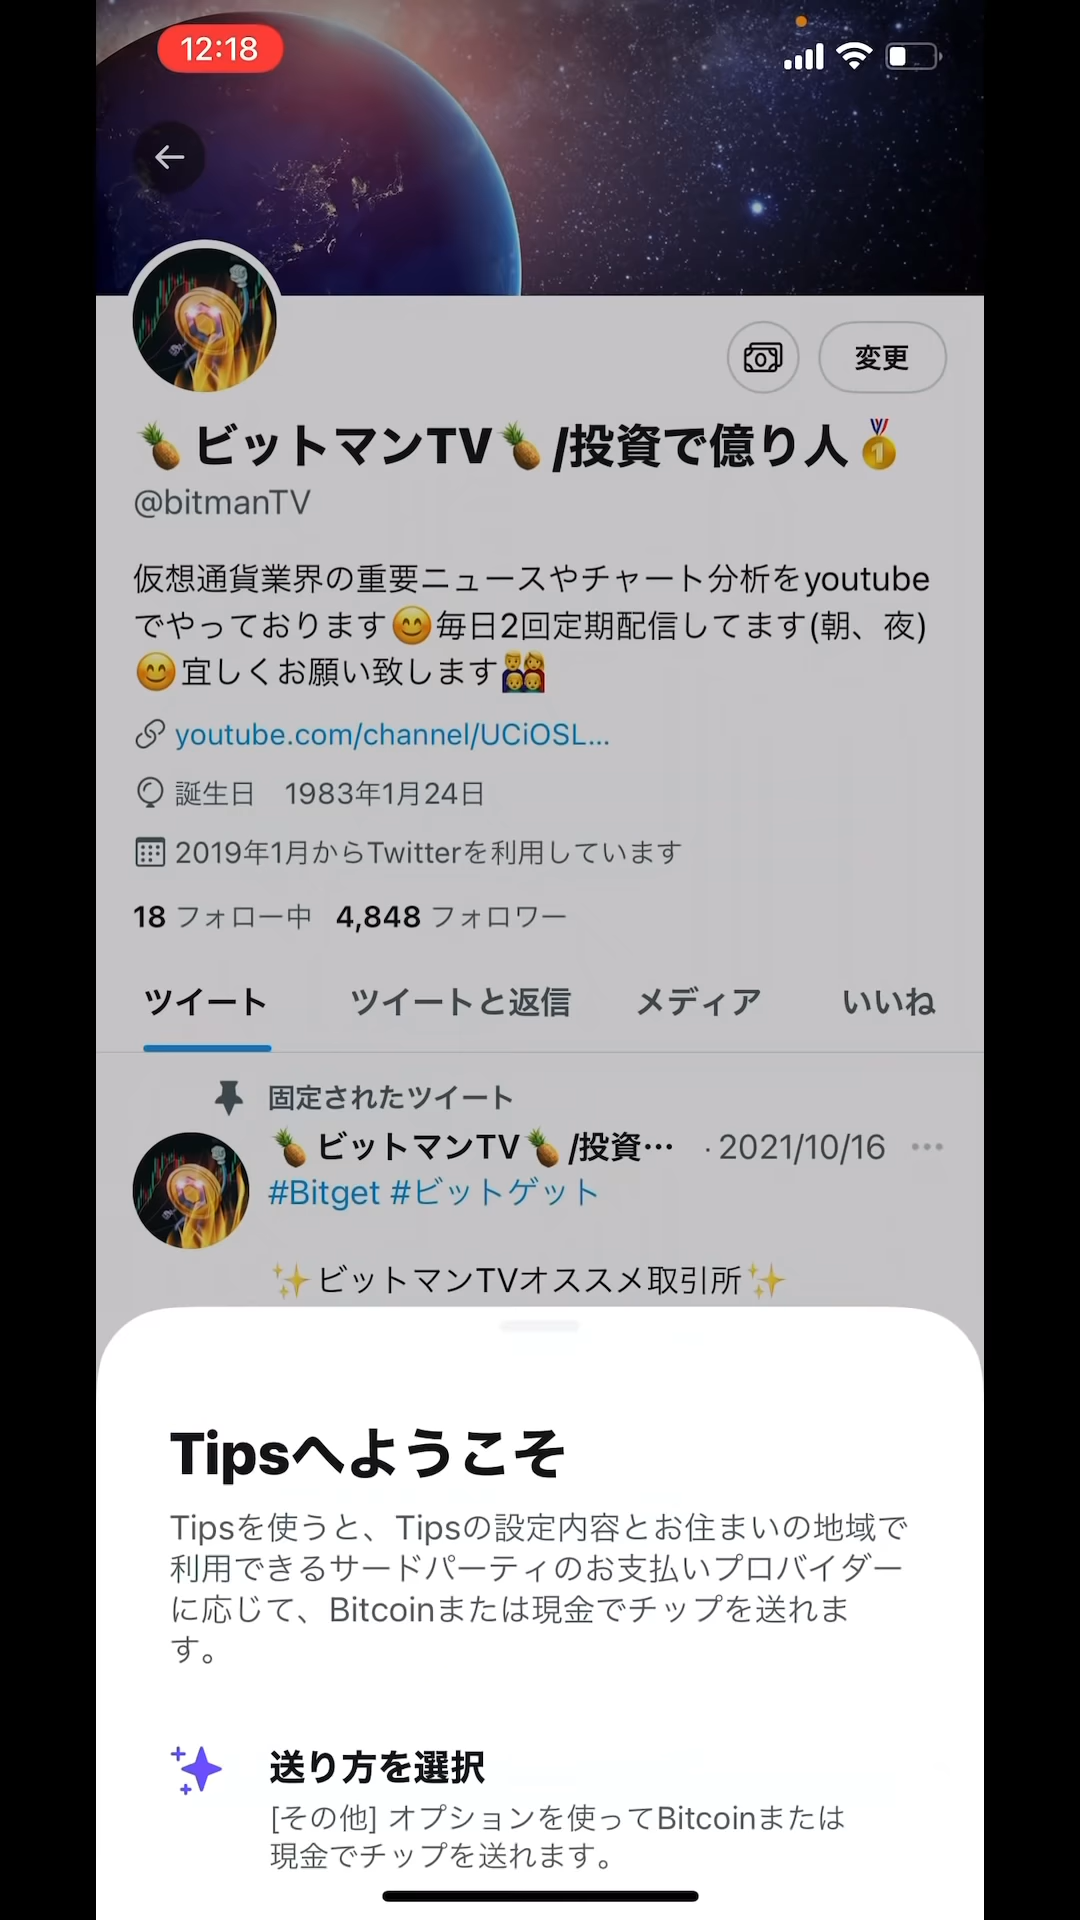 12:18
変更
🍍ビットマンTV🍍/投資で億り人🥇
@bitmanTV
仮想通貨業界の重要ニュースやチャート分析をyoutube
でやっております😊毎日2回定期配信してます(朝、夜)
😊宜しくお願い致します👨‍👩‍👦‍👦
youtube.com/channel/UCiOSL...
誕生日 1983年1月24日
2019年1月からTwitterを利用しています
18 フォロー中 4,848 フォロワー
ツイート ツイートと返信 メディア いいね
固定されたツイート
🍍ビットマンTV🍍/投資… · 2021/10/16
#Bitget #ビットゲット
✨ビットマンTVオススメ取引所✨
Tipsへようこそ
Tipsを使うと、Tipsの設定内容とお住まいの地域で
利用できるサードパーティのお支払いプロバイダー
に応じて、Bitcoinまたは現金でチップを送れま
す。
送り方を選択
[その他] オプションを使ってBitcoinまたは
現金でチップを送れます。